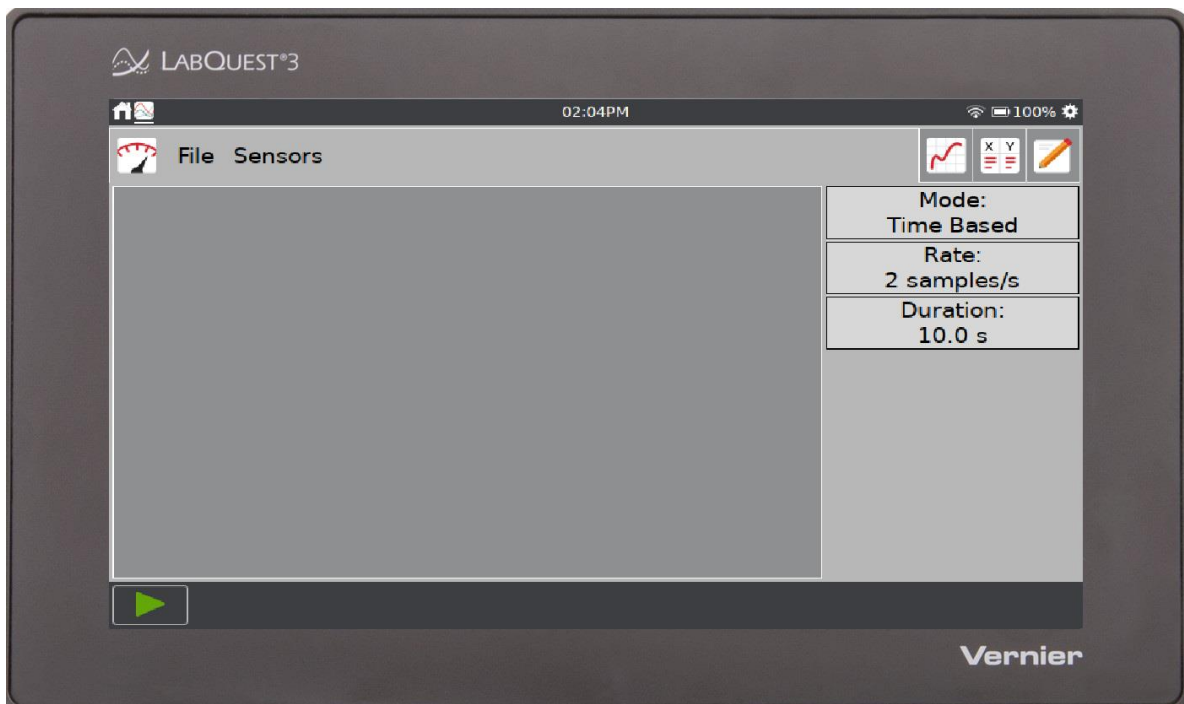 LABQUEST®3
02:04PM 100%
File Sensors
X Y
Mode:
Time Based
Rate:
2 samples/s
Duration:
10.0 s
Vernier